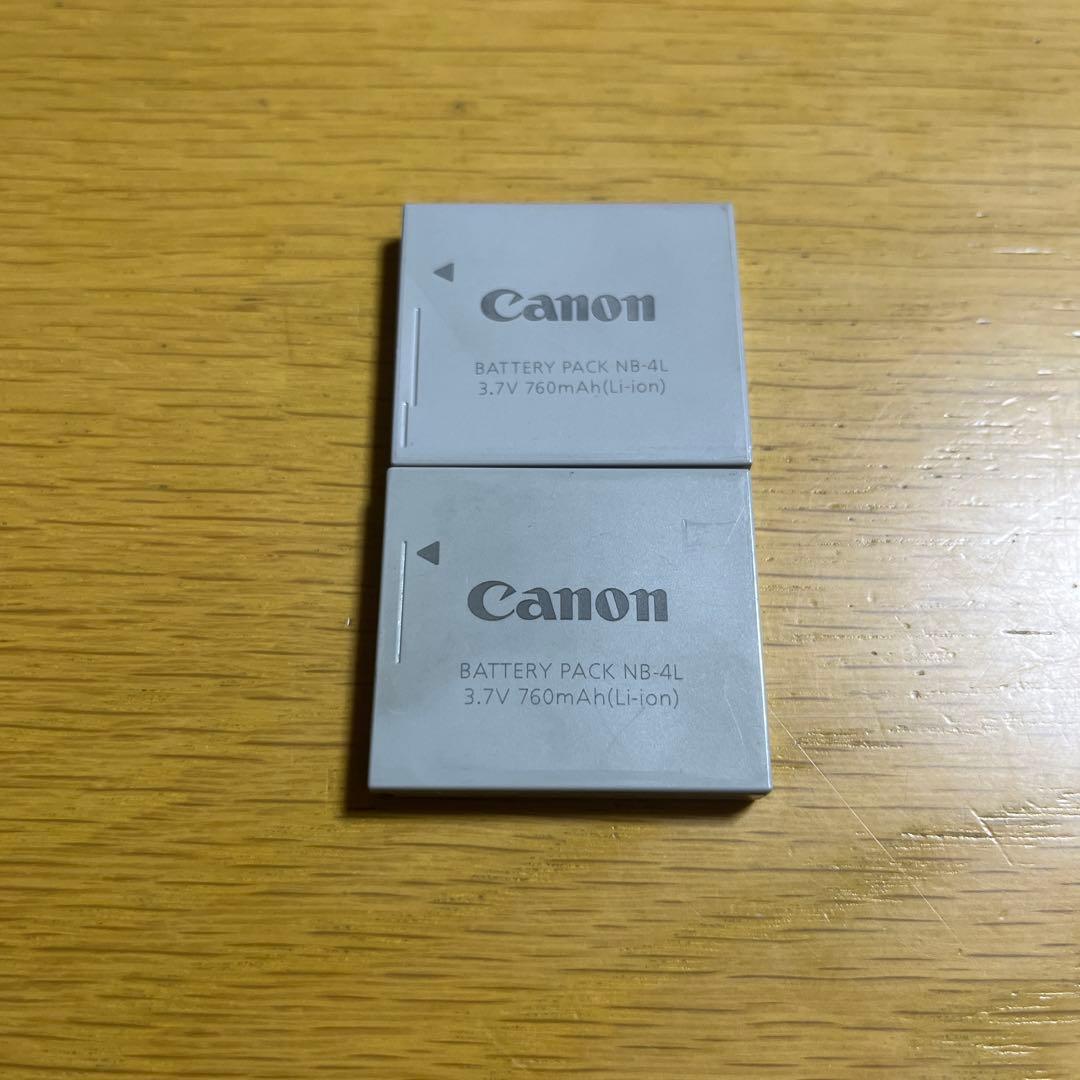 Canon
BATTERY PACK NB-4L
3.7V 760mAh(Li-ion)
Canon
BATTERY PACK NB-4L
3.7V 760mAh(Li-ion)